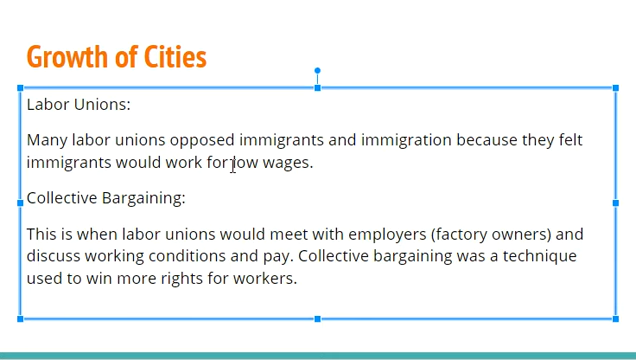 Growth of Cities
Labor Unions:
Many labor unions opposed immigrants and immigration because they felt
immigrants would work for low wages.
Collective Bargaining:
This is when labor unions would meet with employers (factory owners) and
discuss working conditions and pay. Collective bargaining was a technique
used to win more rights for workers.